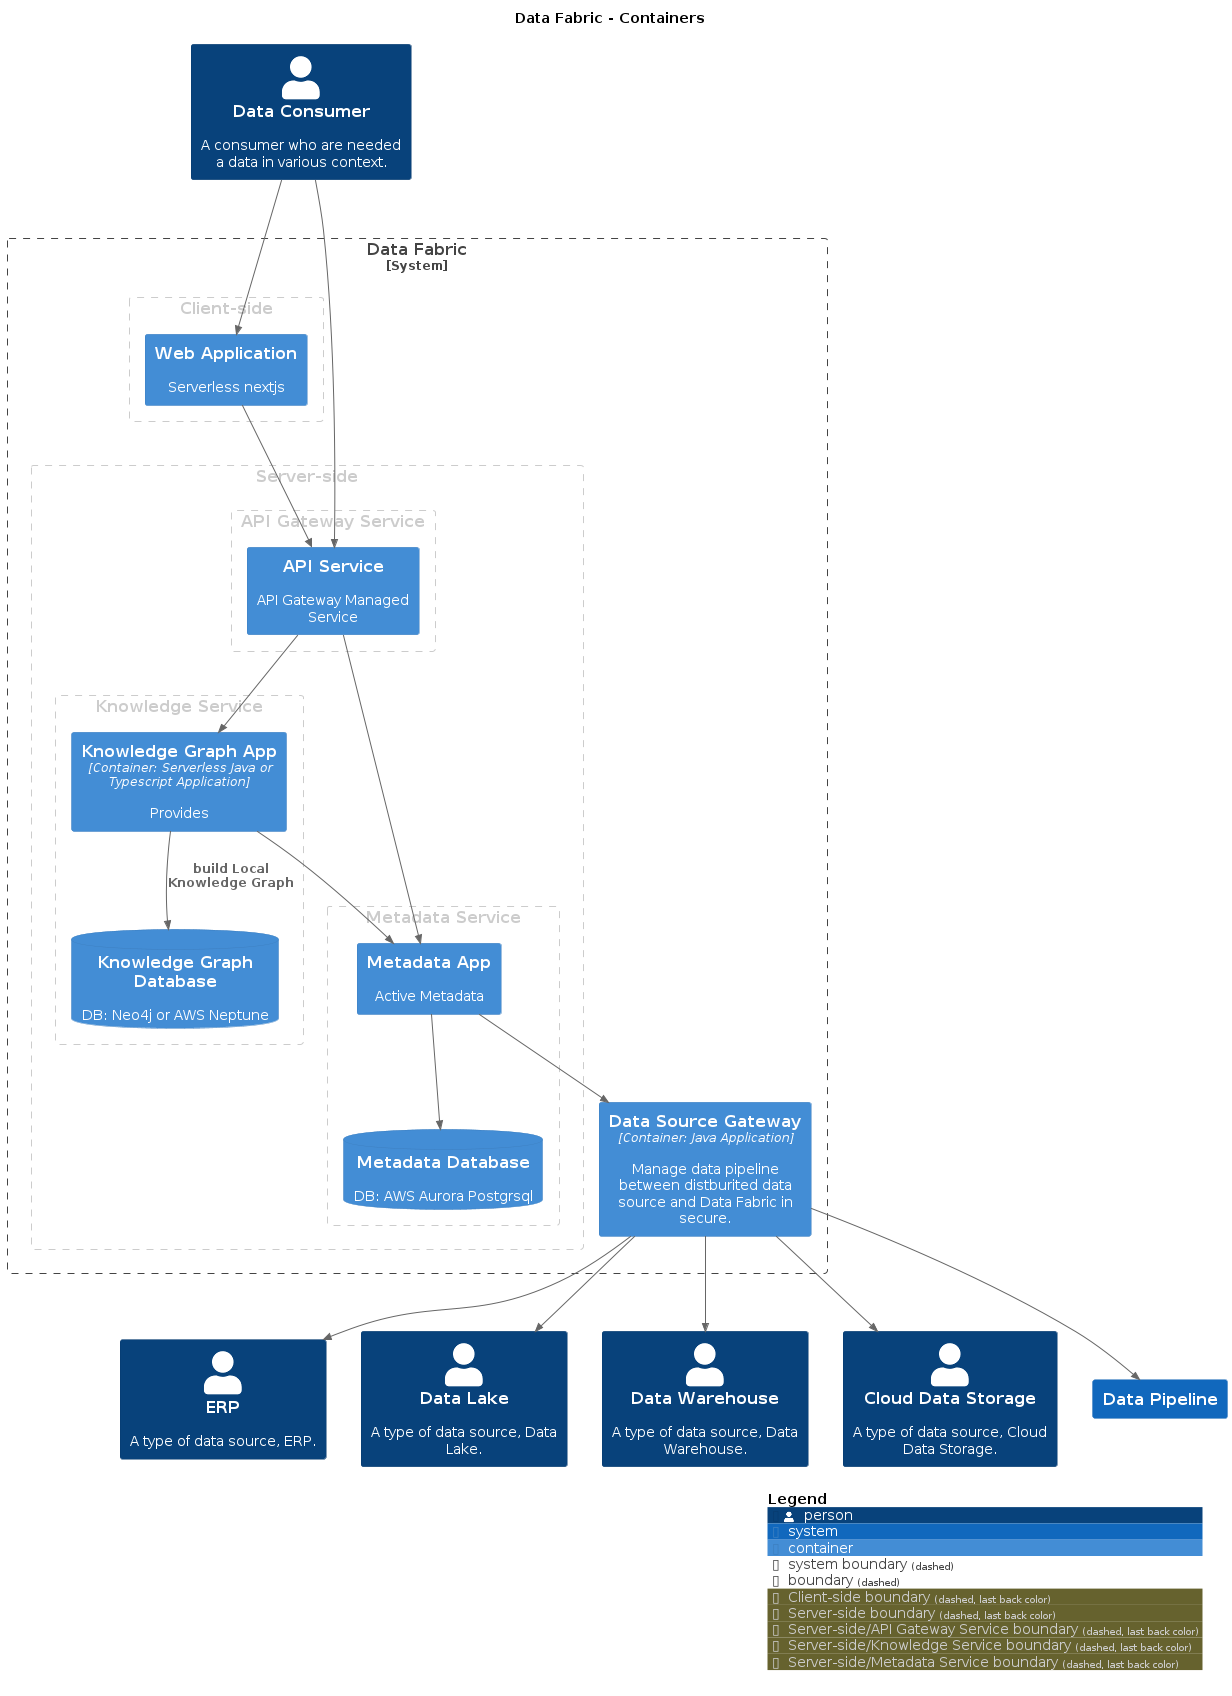 Data Fabric - Containers
Data Consumer
A consumer who are needed
a data in various context.
Data Fabric
[System]
Client-side
Web Application
Serverless nextjs
Server-side
API Gateway Service
API Service
API Gateway Managed
Service
Knowledge Service
Knowledge Graph App
[Container: Serverless Java or
Typescript Application]
Provides
build Local
Knowledge Graph
Knowledge Graph
Database
DB: Neo4j or AWS Neptune
Metadada Service
Metadada App
Active Metadata
Metadata Database
DB: AWS Aurora Postgrsql
Data Source Gateway
[Container: Java Application]
Manage data pipeline
between distburited data
source and Data Fabric in
secure.
ERP
A type of data source, ERP.
Data Lake
A type of data source, Data
Lake.
Data Warehouse
A type of data source, Data
Warehouse.
Cloud Data Storage
A type of data source, Cloud
Data Storage.
Data Pipeline
Legend
person
system
container
system boundary (dashed)
boundary (dashed)
Client-side boundary (dashed, last back color)
Server-side boundary (dashed, last back color)
Server-side/API Gateway Service boundary (dashed, last back color)
Server-side/Knowledge Service boundary (dashed, last back color)
Server-side/Metadada Service boundary (dashed, last back color)